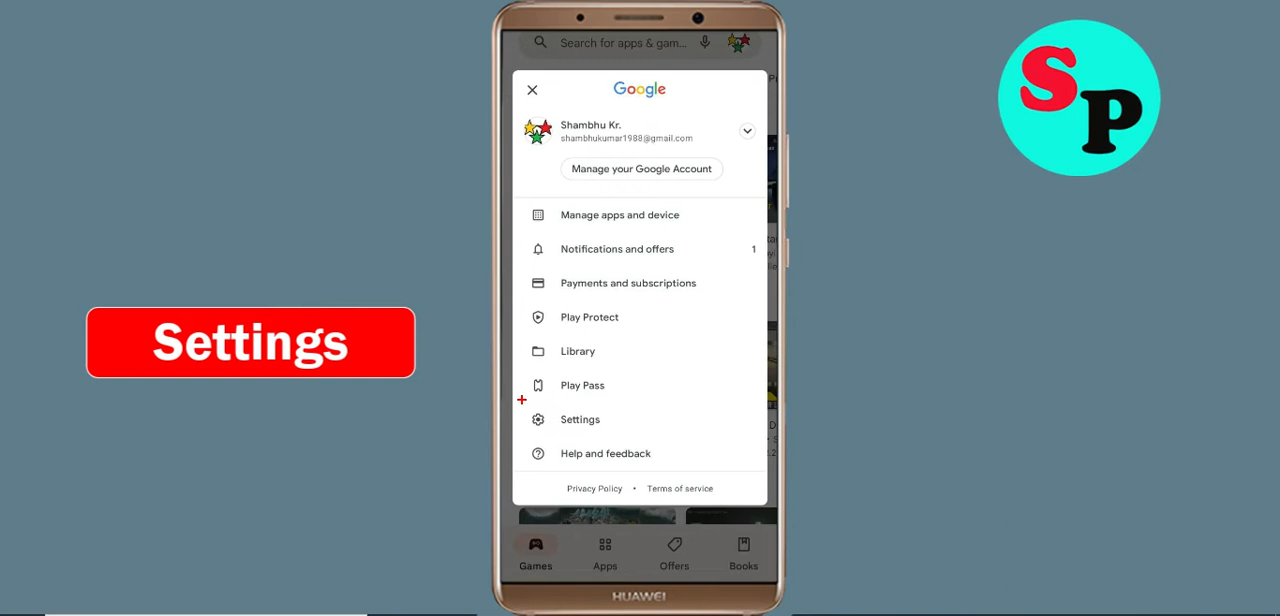 Search for apps & gam...
Google
Shambhu Kr.
shambhukumar1988@gmail.com
Manage your Google Account
Manage apps and device
Notifications and offers 1
Payments and subscriptions
Play Protect
Library
Play Pass
Settings
Help and feedback
Privacy Policy • Terms of service
Games Apps Offers Books
HUAWEI
Settings
SP